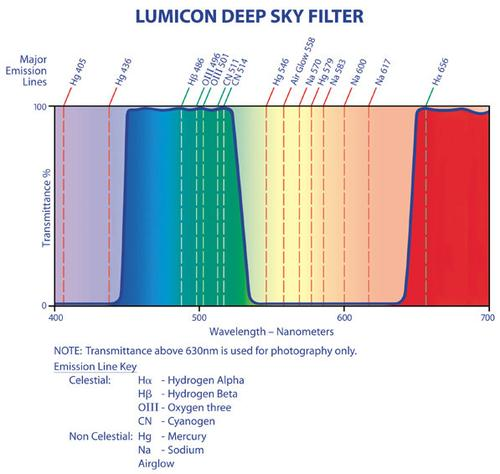 LUMICON DEEP SKY FILTER
Major
Emission
Lines
Hg 405
Hg 436
Hβ 486
OIII 496
OIII 501
CN 511
CN 514
Hg 546
Air Glow 558
Na 570
Hg 579
Na 583
Na 600
Na 617
Hα 656
100
Transmittance %
0
400
500
600
700
Wavelength – Nanometers
NOTE: Transmittance above 630nm is used for photography only.
Emission Line Key
Celestial: Hα - Hydrogen Alpha
Hβ - Hydrogen Beta
OIII - Oxygen three
CN - Cyanogen
Non Celestial: Hg - Mercury
Na - Sodium
Airglow